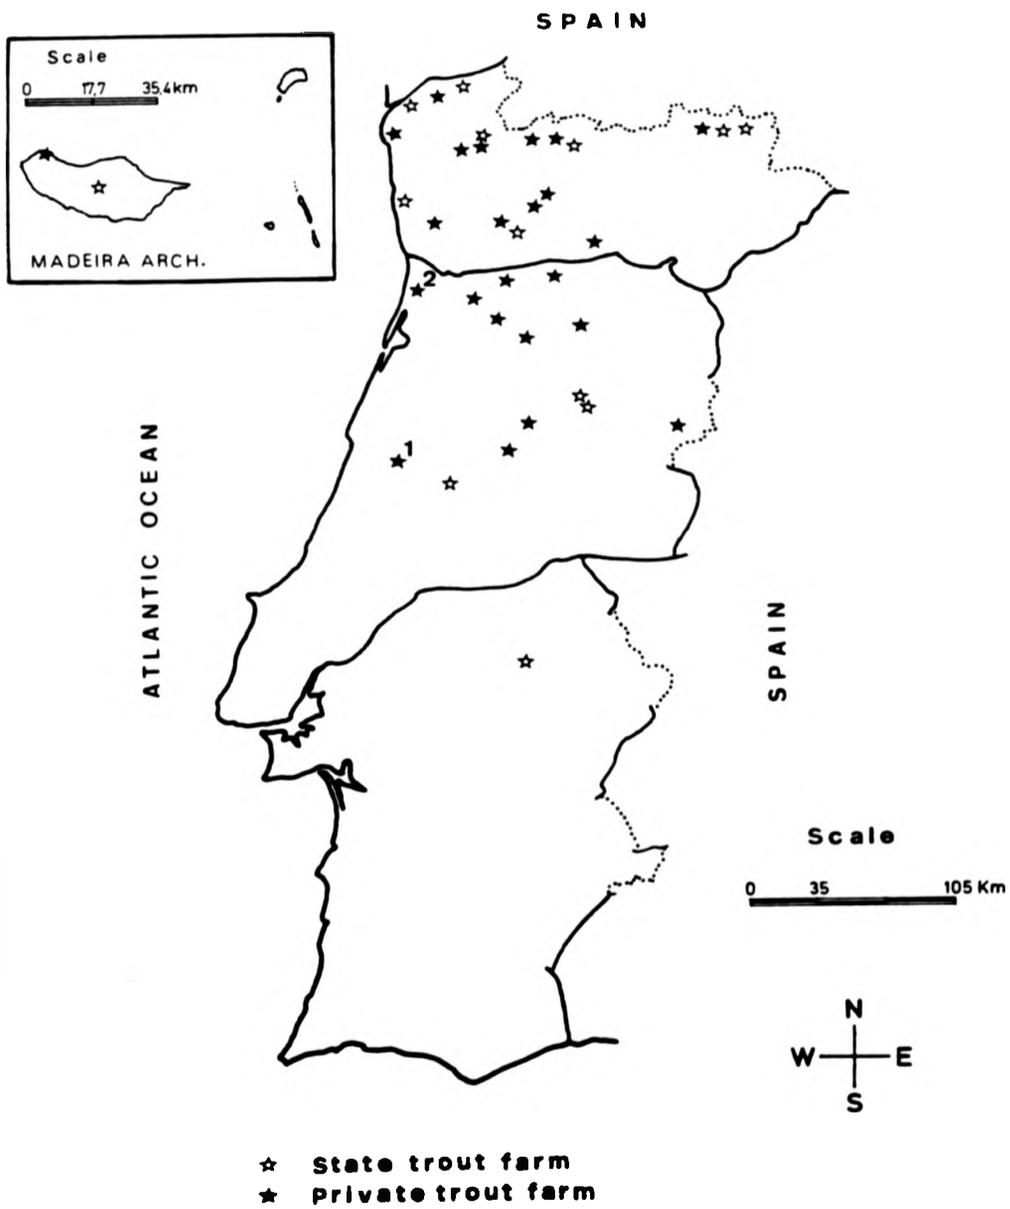 SPAIN
Scale
0 17,7 35,4km
MADEIRA ARCH.
2
1
ATLANTIC OCEAN
SPAIN
Scale
0 35 105 Km
N
W E
S
State trout farm
Private trout farm